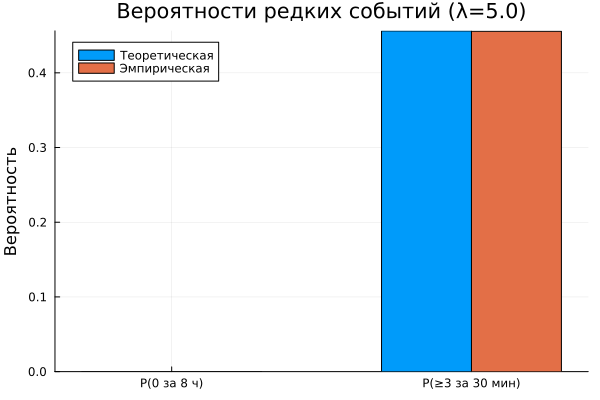 Вероятности редких событий (λ=5.0)
Теоретическая
Эмпирическая
Вероятность
0.4
0.3
0.2
0.1
0.0
P(0 за 8 ч)
P(≥3 за 30 мин)